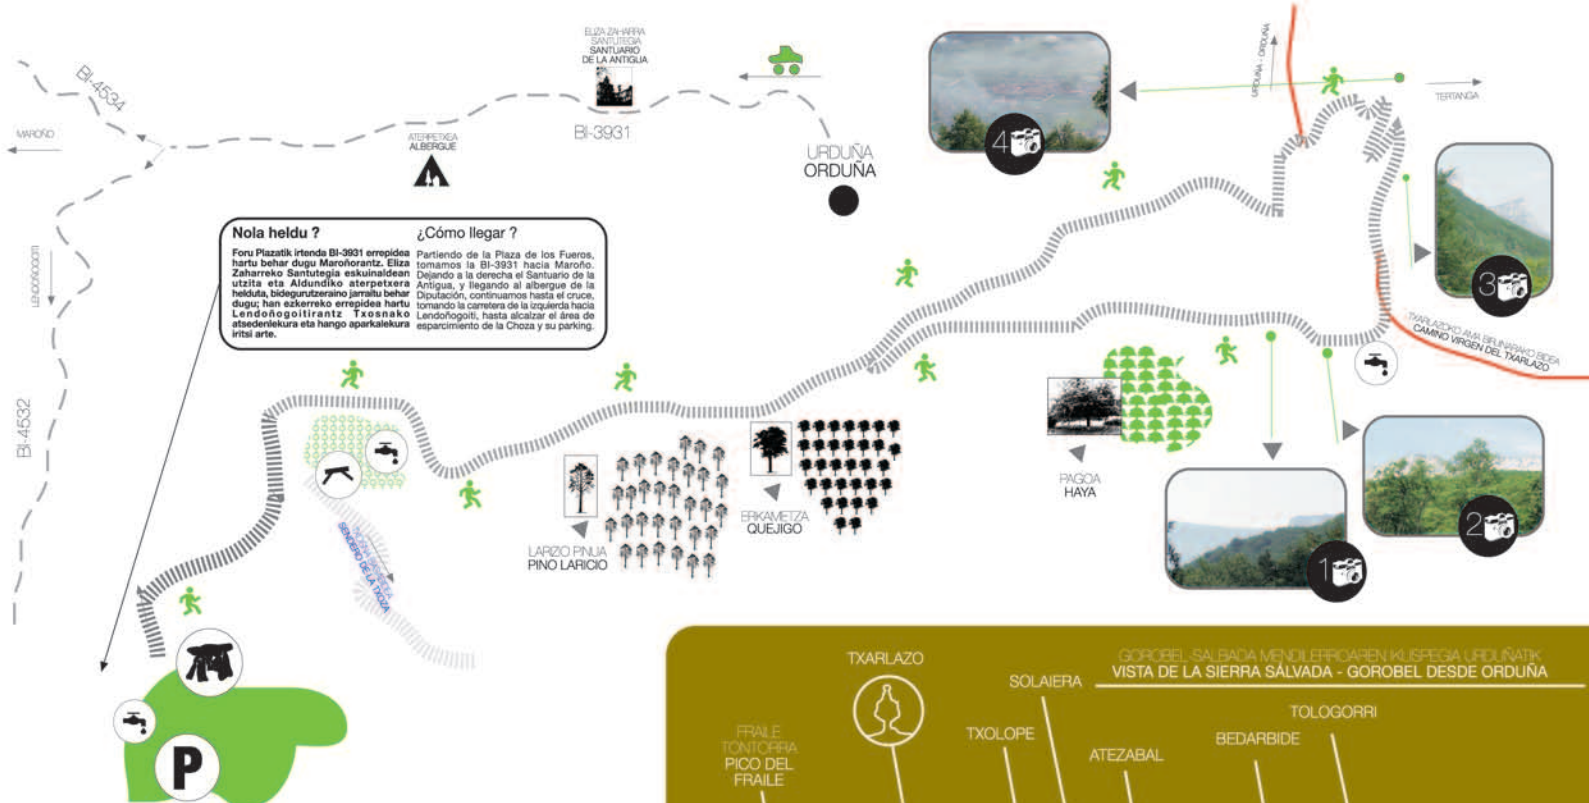 BI-4534
MAROÑO
ELIZA ZAHARRA
SANTUTEGIA
SANTUARIO
DE LA ANTIGUA
BI-3931
ATERPETXEA
ALBERGUE
URDUÑA
ORDUÑA
URDUÑA - ORDUÑA
TERTANGA
4
3
LENDOÑOGOITI
BI-4532
Nola heldu ?
Foru Plazatik irtenda BI-3931 errepidea
hartu behar dugu Maroñorantz. Eliza
Zaharreko Santutegia eskuinaldean
utzita eta Aldundiko aterpetxera
helduta, bidegurutzeraino jarraitu behar
dugu; han ezkerreko errepidea hartu
Lendoñogoitirantz Txosnako
atsedenlekura eta hango aparkalekura
iritsi arte.
¿Cómo llegar ?
Partiendo de la Plaza de los Fueros,
tomamos la BI-3931 hacia Maroño.
Dejando a la derecha el Santuario de la
Antigua, y llegando al albergue de la
Diputación, continuamos hasta el cruce,
tomando la carretera de la izquierda hacia
Lendoñogoiti, hasta alcalzar el área de
esparcimiento de la Choza y su parking.
TXARLAZOKO AMA BIRJINARAKO BIDEA
CAMINO VIRGEN DEL TXARLAZO
SENDERO DE LA TXOZA
LARIZIO PINUA
PINO LARICIO
ERKAMETZA
QUEJIGO
PAGOA
HAYA
1
2
P
GOROBEL-SALBADA MENDILERROAREN IKUSPEGIA URDUÑATIK
VISTA DE LA SIERRA SÁLVADA - GOROBEL DESDE ORDUÑA
TXARLAZO
SOLAIERA
TOLOGORRI
FRAILE
TONTORRA
PICO DEL
FRAILE
TXOLOPE
ATEZABAL
BEDARBIDE